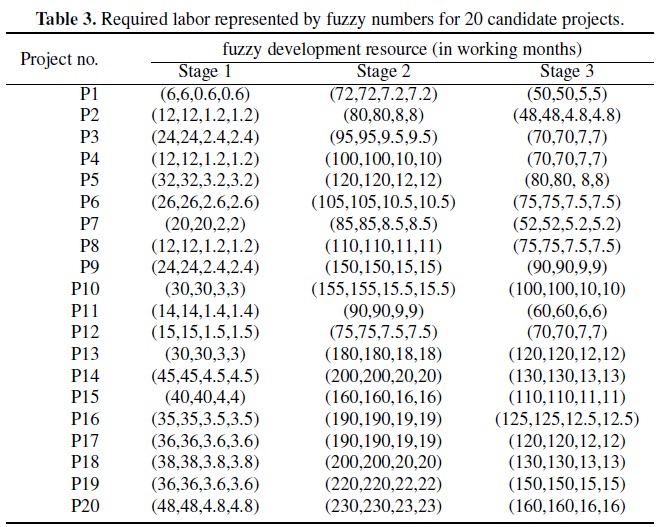 Table 3. Required labor represented by fuzzy numbers for 20 candidate projects.
Project no. fuzzy development resource (in working months)
Stage 1 Stage 2 Stage 3
P1 (6,6,0.6,0.6) (72,72,7.2,7.2) (50,50,5,5)
P2 (12,12,1.2,1.2) (80,80,8,8) (48,48,4.8,4.8)
P3 (24,24,2.4,2.4) (95,95,9.5,9.5) (70,70,7,7)
P4 (12,12,1.2,1.2) (100,100,10,10) (70,70,7,7)
P5 (32,32,3.2,3.2) (120,120,12,12) (80,80, 8,8)
P6 (26,26,2.6,2.6) (105,105,10.5,10.5) (75,75,7.5,7.5)
P7 (20,20,2,2) (85,85,8.5,8.5) (52,52,5.2,5.2)
P8 (12,12,1.2,1.2) (110,110,11,11) (75,75,7.5,7.5)
P9 (24,24,2.4,2.4) (150,150,15,15) (90,90,9,9)
P10 (30,30,3,3) (155,155,15.5,15.5) (100,100,10,10)
P11 (14,14,1.4,1.4) (90,90,9,9) (60,60,6,6)
P12 (15,15,1.5,1.5) (75,75,7.5,7.5) (70,70,7,7)
P13 (30,30,3,3) (180,180,18,18) (120,120,12,12)
P14 (45,45,4.5,4.5) (200,200,20,20) (130,130,13,13)
P15 (40,40,4,4) (160,160,16,16) (110,110,11,11)
P16 (35,35,3.5,3.5) (190,190,19,19) (125,125,12.5,12.5)
P17 (36,36,3.6,3.6) (190,190,19,19) (120,120,12,12)
P18 (38,38,3.8,3.8) (200,200,20,20) (130,130,13,13)
P19 (36,36,3.6,3.6) (220,220,22,22) (150,150,15,15)
P20 (48,48,4.8,4.8) (230,230,23,23) (160,160,16,16)